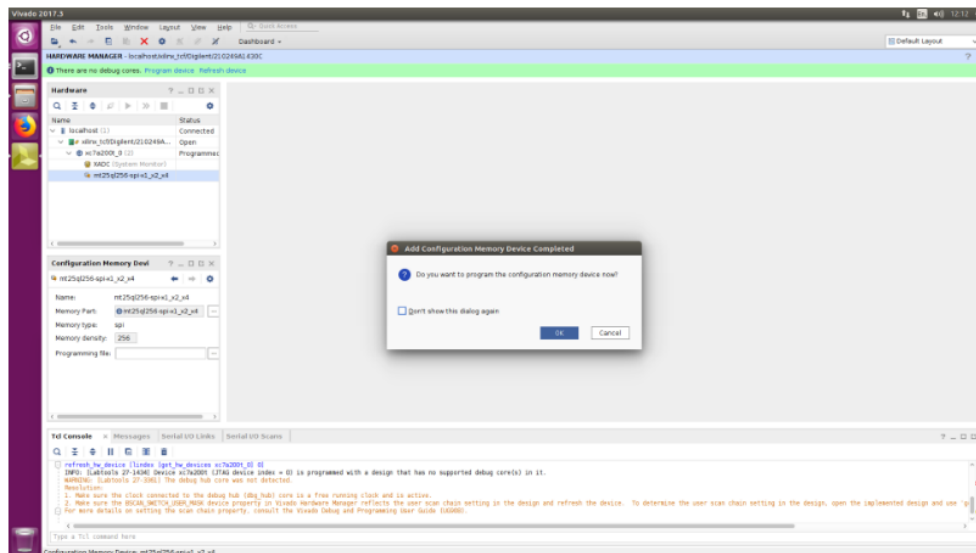 Vivado 2017.3
12:12
File Edit Tools Window Layout View Help Quick Access
Dashboard
Default Layout
HARDWARE MANAGER - localhost/xilinx_tcf/Digilent/210249A1430C
There are no debug cores. Program device Refresh device
Hardware
Name Status
localhost (1) Connected
xilinx_tcf/Digilent/210249A... Open
xc7a200t_0 (2) Programmed
XADC (System Monitor)
mt25ql256-spi-x1_x2_x4
Add Configuration Memory Device Completed
Do you want to program the configuration memory device now?
Don't show this dialog again
OK Cancel
Configuration Memory Devi
mt25ql256-spi-x1_x2_x4
Name: mt25ql256-spi-x1_x2_x4
Memory Part: mt25ql256-spi-x1_x2_x4
Memory type: spi
Memory density: 256
Programming file:
Tcl Console Messages Serial I/O Links Serial I/O Scans
refresh_hw_device [lindex [get_hw_devices xc7a200t_0] 0]
INFO: [Labtools 27-1434] Device xc7a200t (JTAG device index = 0) is programmed with a design that has no supported debug core(s) in it.
WARNING: [Labtools 27-3361] The debug hub core was not detected.
Resolution:
1. Make sure the clock connected to the debug hub (dbg_hub) core is a free running clock and is active.
2. Make sure the BSCAN_SWITCH_USER_MASK device property in Vivado Hardware Manager reflects the user scan chain setting in the design and refresh the device. To determine the user scan chain setting in the design, open the implemented design and use
For more details on setting the scan chain property, consult the Vivado Debug and Programming User Guide (UG908).
Type a Tcl command here
Configuration Memory Device: mt25ql256-spi-x1_x2_x4